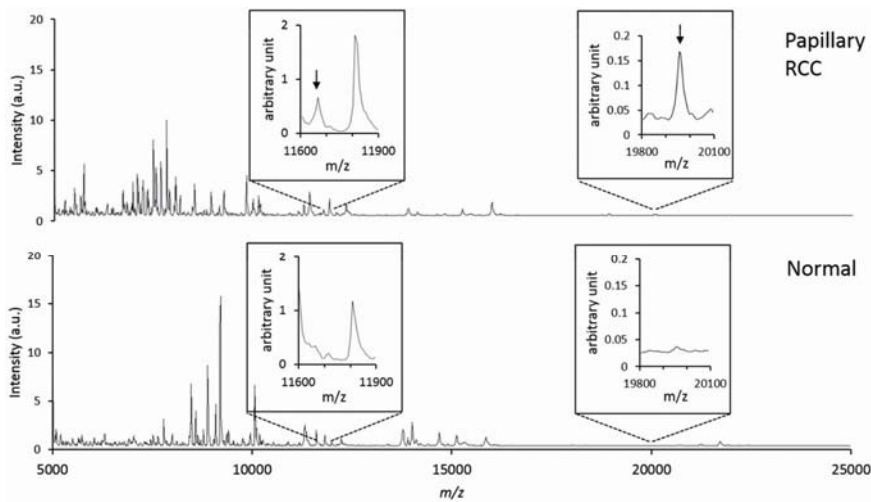 Papillary
RCC
Intensity (a.u.)
20
15
10
5
0
arbitrary unit
2
1
0
11600 11900
m/z
arbitrary unit
0.2
0.15
0.1
0.05
0
19800 20100
m/z
Normal
Intensity (a.u.)
20
15
10
5
0
arbitrary unit
2
1
0
11600 11900
m/z
arbitrary unit
0.2
0.15
0.1
0.05
0
19800 20100
m/z
5000 10000 15000 20000 25000
m/z